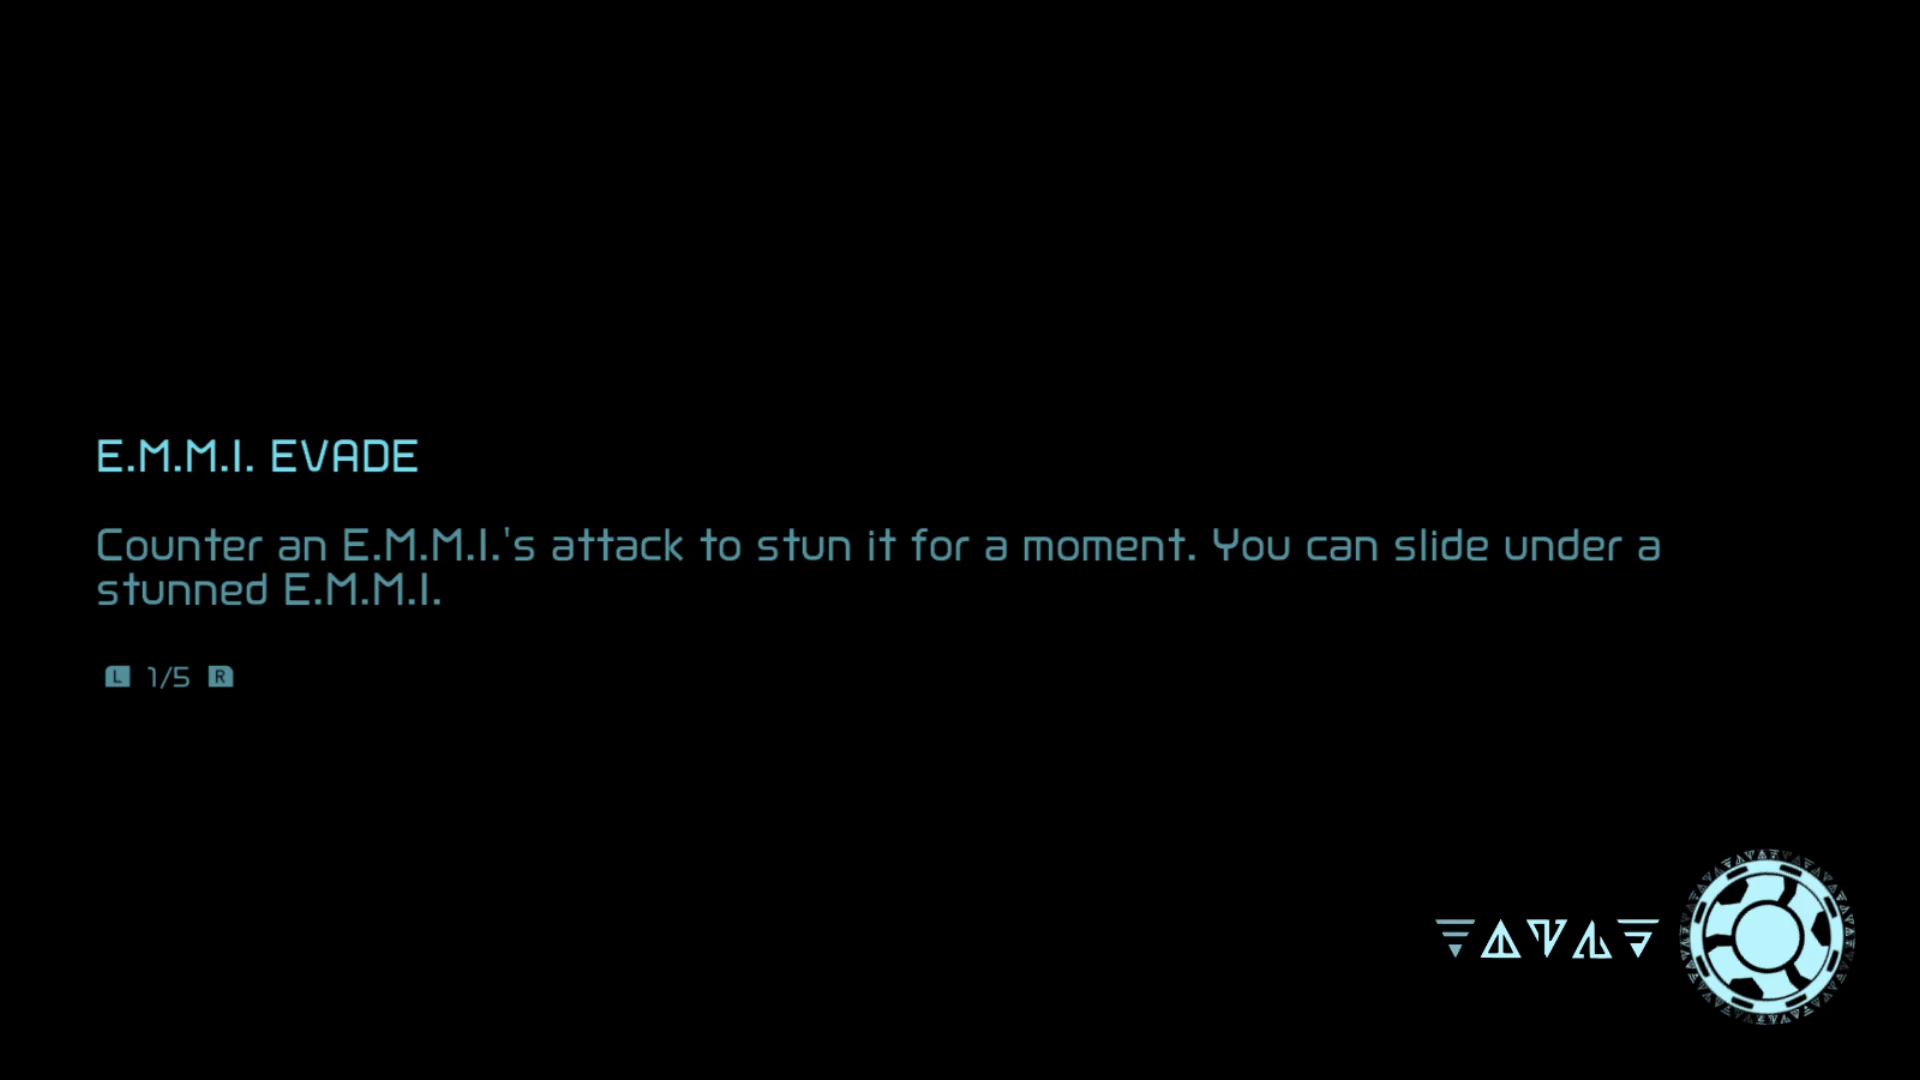 E.M.M.I. EVADE
Counter an E.M.M.I.'s attack to stun it for a moment. You can slide under a
stunned E.M.M.I.
L 1/5 R